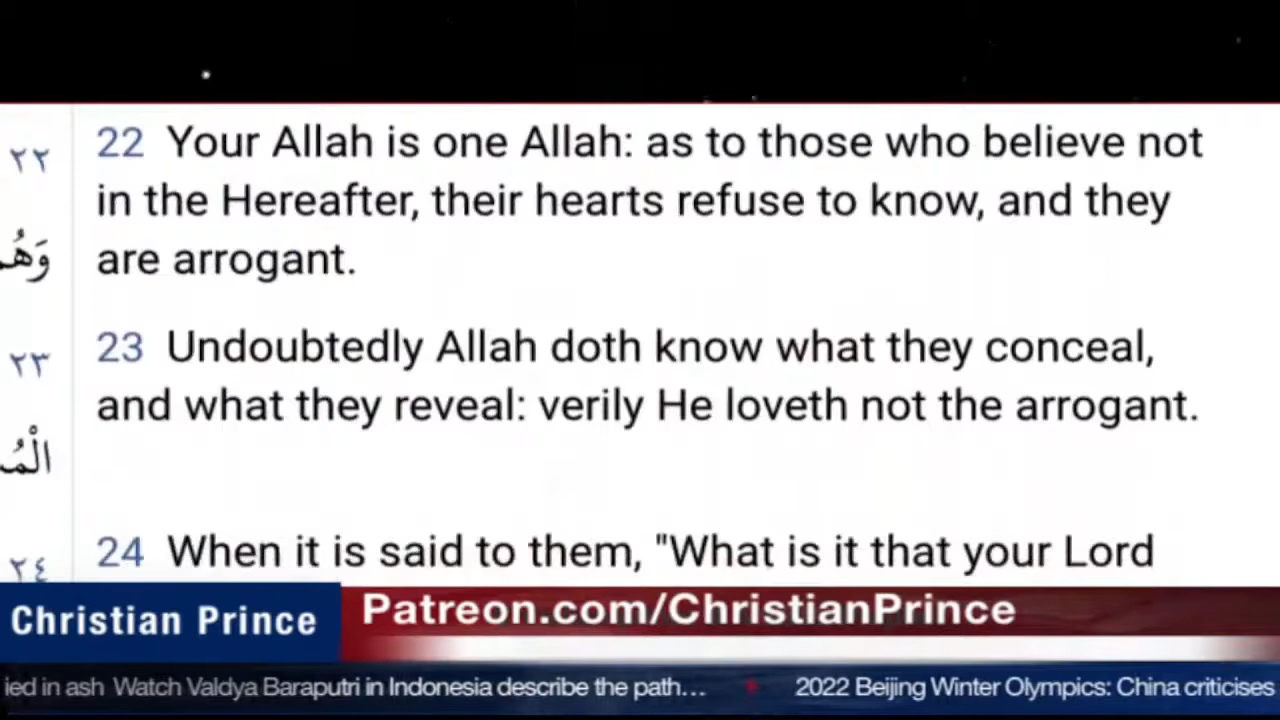 ٢٢
22 Your Allah is one Allah: as to those who believe not
in the Hereafter, their hearts refuse to know, and they
وَهُم
are arrogant.
٢٣
23 Undoubtedly Allah doth know what they conceal,
and what they reveal: verily He loveth not the arrogant.
٢٤
24 When it is said to them, "What is it that your Lord
Christian Prince
Patreon.com/ChristianPrince
ied in ash Watch Valdya Baraputri in Indonesia describe the path… 2022 Beijing Winter Olympics: China criticises